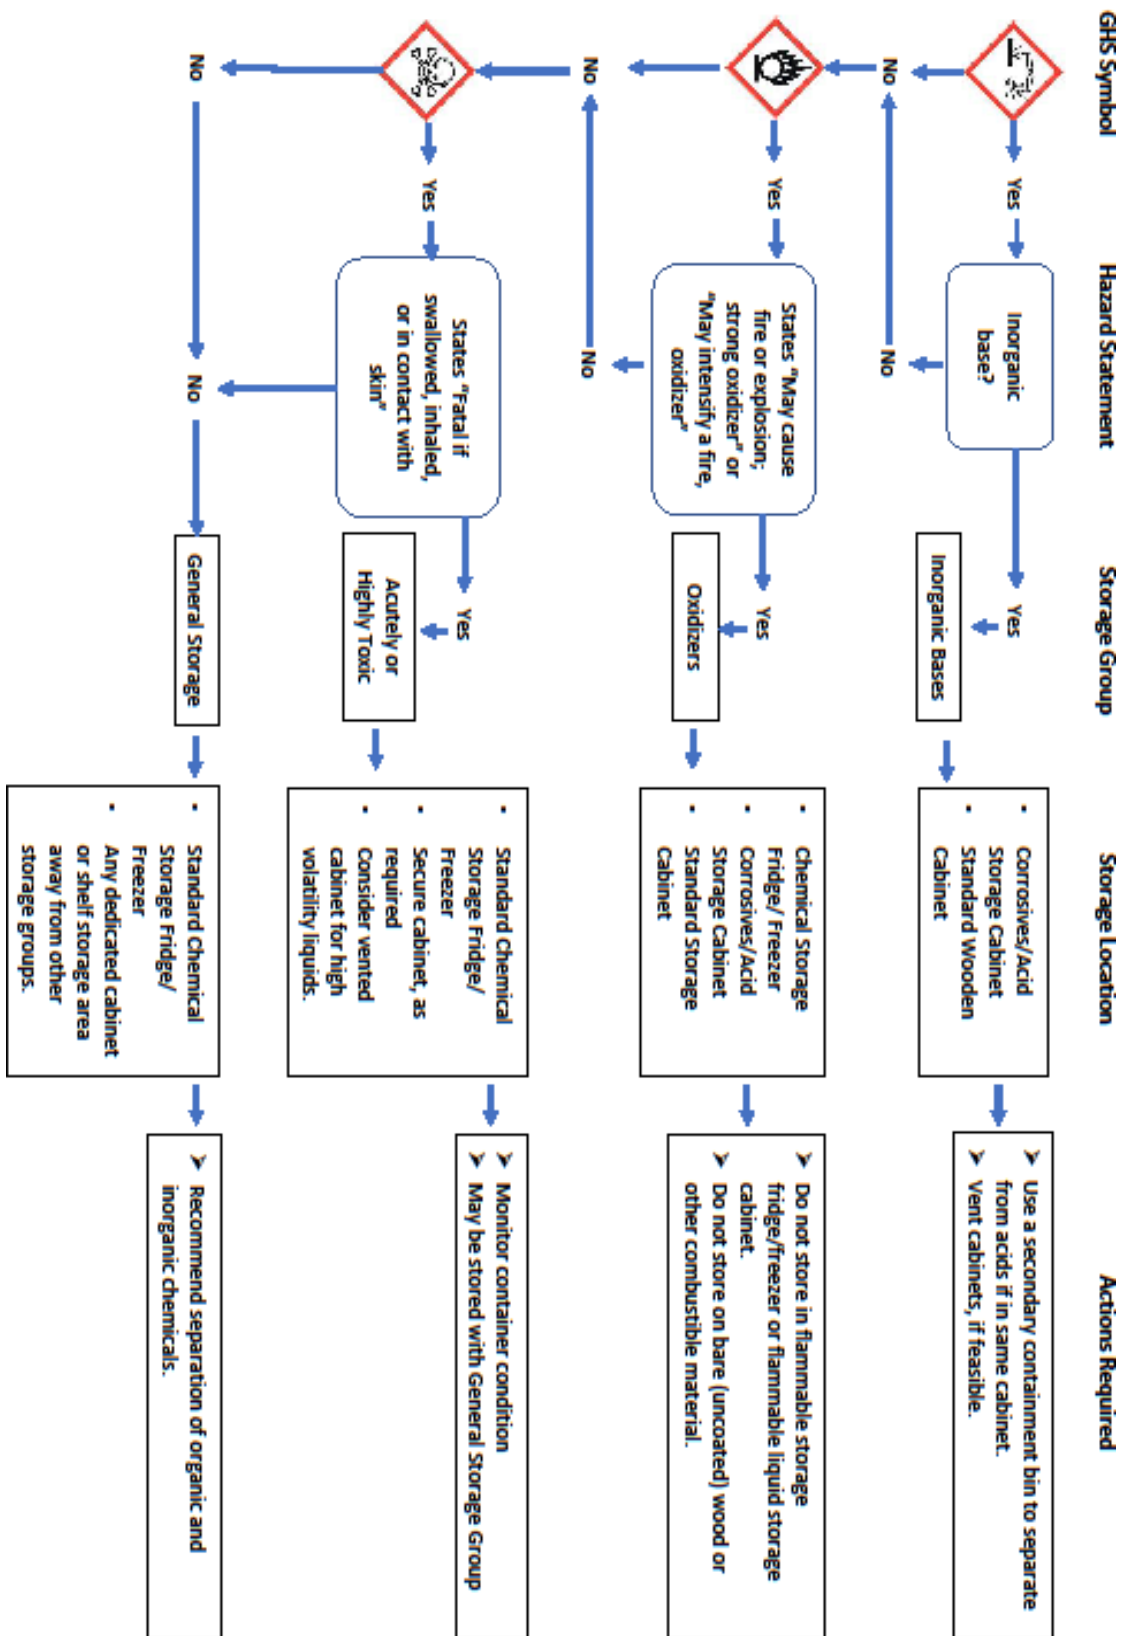 GHS Symbol
Hazard Statement
Storage Group
Storage Location
Actions Required
Yes
Inorganic
base?
Yes
Inorganic Bases
▪ Corrosives/Acid
Storage Cabinet
▪ Standard Wooden
Cabinet
➢ Use a secondary containment bin to separate
from acids if in same cabinet.
➢ Vent cabinets, if feasible.
No
No
Yes
States “May cause
fire or explosion;
strong oxidizer” or
“May intensify a fire,
oxidizer”
Yes
Oxidizers
▪ Chemical Storage
Fridge/ Freezer
▪ Corrosives/Acid
Storage Cabinet
▪ Standard Storage
Cabinet
➢ Do not store in flammable storage
fridge/freezer or flammable liquid storage
cabinet.
➢ Do not store on bare (uncoated) wood or
other combustible material.
No
No
Yes
States “Fatal if
swallowed, inhaled,
or in contact with
skin”
Yes
Acutely or
Highly Toxic
▪ Standard Chemical
Storage Fridge/
Freezer
▪ Secure cabinet, as
required
▪ Consider vented
cabinet for high
volatility liquids.
➢ Monitor container condition
➢ May be stored with General Storage Group
No
No
General Storage
▪ Standard Chemical
Storage Fridge/
Freezer
▪ Any dedicated cabinet
or shelf storage area
away from other
storage groups.
➢ Recommend separation of organic and
inorganic chemicals.